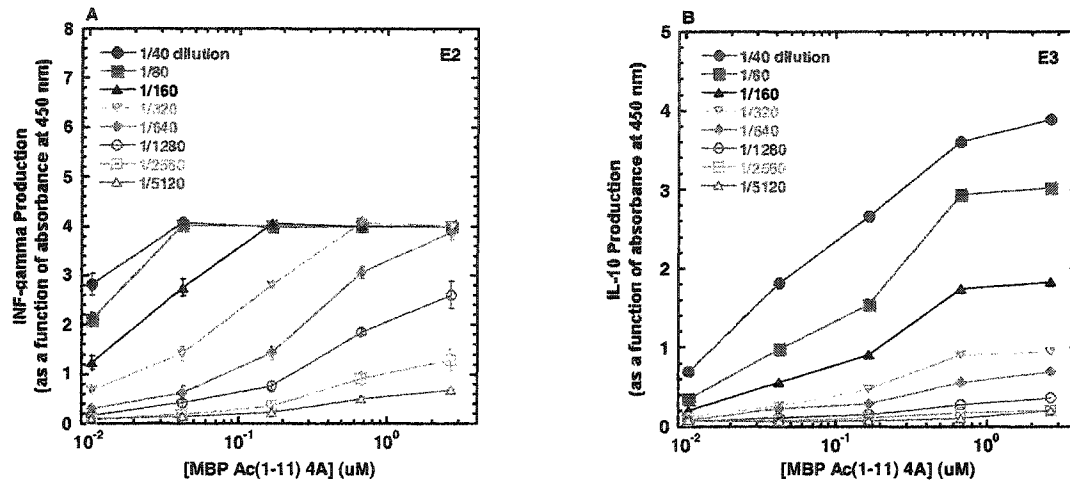 A
E2
1/40 dilution
1/80
1/160
1/320
1/640
1/1280
1/2560
1/5120
INF-gamma Production
(as a function of absorbance at 450 nm)
8
7
6
5
4
3
2
1
0
10^-2
10^-1
10^0
[MBP Ac(1-11) 4A] (uM)
B
E3
1/40 dilution
1/80
1/160
1/320
1/640
1/1280
1/2560
1/5120
IL-10 Production
(as a function of absorbance at 450 nm)
5
4
3
2
1
0
10^-2
10^-1
10^0
[MBP Ac(1-11) 4A] (uM)